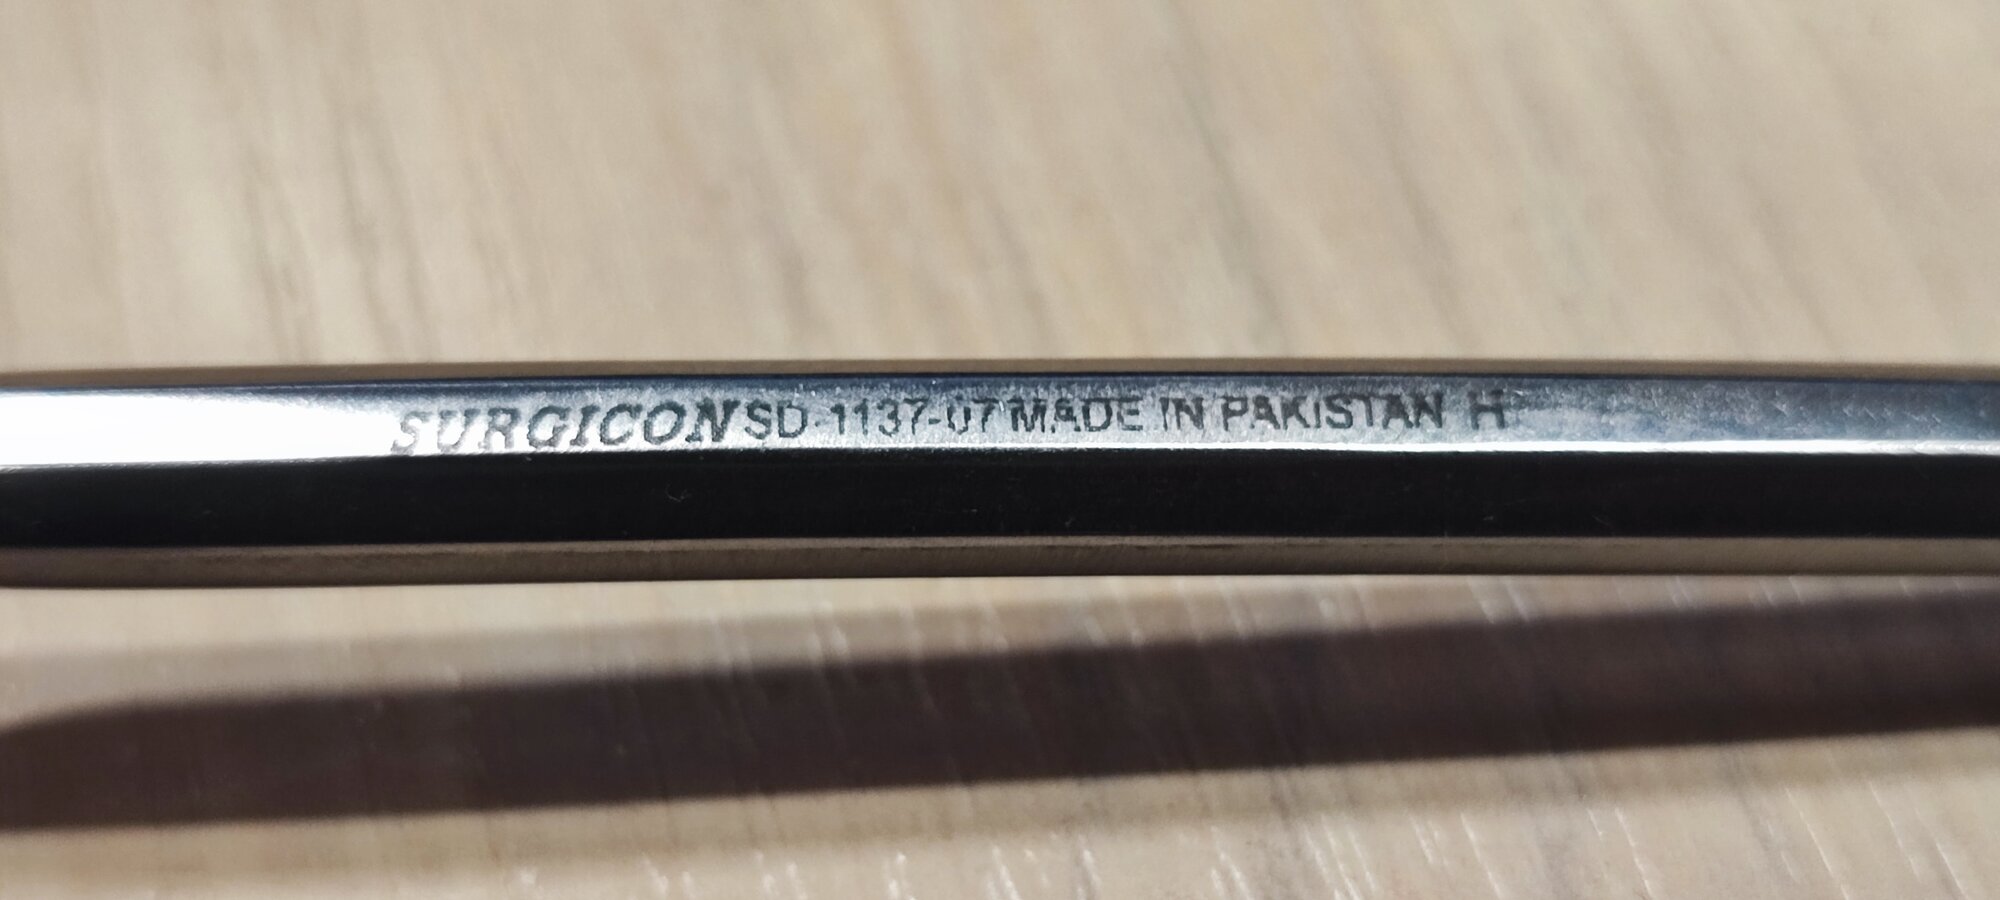 SURGICON SD-1137-07 MADE IN PAKISTAN H